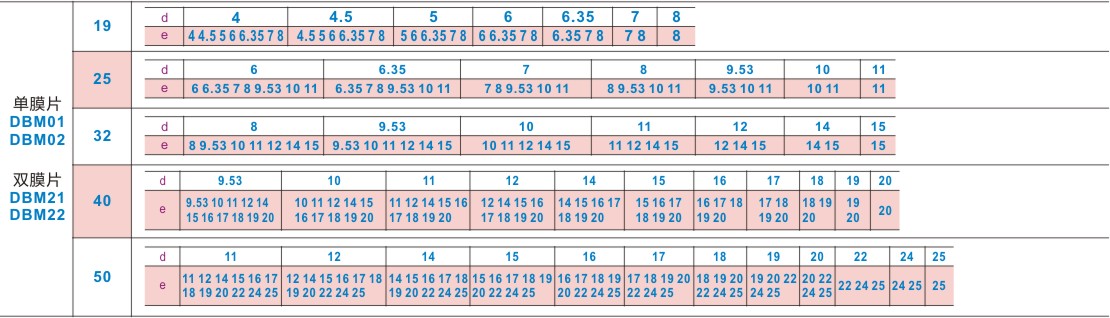 单膜片
DBM01
DBM02
双膜片
DBM21
DBM22
19
d 4 4.5 5 6 6.35 7 8
e 4 4.5 5 6 6.35 7 8 4.5 5 6 6.35 7 8 5 6 6.35 7 8 6 6.35 7 8 6.35 7 8 7 8 8
25
d 6 6.35 7 8 9.53 10 11
e 6 6.35 7 8 9.53 10 11 6.35 7 8 9.53 10 11 7 8 9.53 10 11 8 9.53 10 11 9.53 10 11 10 11 11
32
d 8 9.53 10 11 12 14 15
e 8 9.53 10 11 12 14 15 9.53 10 11 12 14 15 10 11 12 14 15 11 12 14 15 12 14 15 14 15 15
40
d 9.53 10 11 12 14 15 16 17 18 19 20
e
9.53 10 11 12 14 10 11 12 14 15 11 12 14 15 16 12 14 15 16 14 15 16 17 15 16 17 16 17 18 17 18 18 19 19 20
15 16 17 18 19 20 16 17 18 19 20 17 18 19 20 17 18 19 20 18 19 20 18 19 20 19 20 19 20 20 20
50
d 11 12 14 15 16 17 18 19 20 22 24 25
e
11 12 14 15 16 17 12 14 15 16 17 18 14 15 16 17 18 15 16 17 18 19 16 17 18 19 17 18 19 20 18 19 20 19 20 22 20 22 22 24 25 24 25 25
18 19 20 22 24 25 19 20 22 24 25 19 20 22 24 25 20 22 24 25 20 22 24 25 22 24 25 22 24 25 24 25 24 25